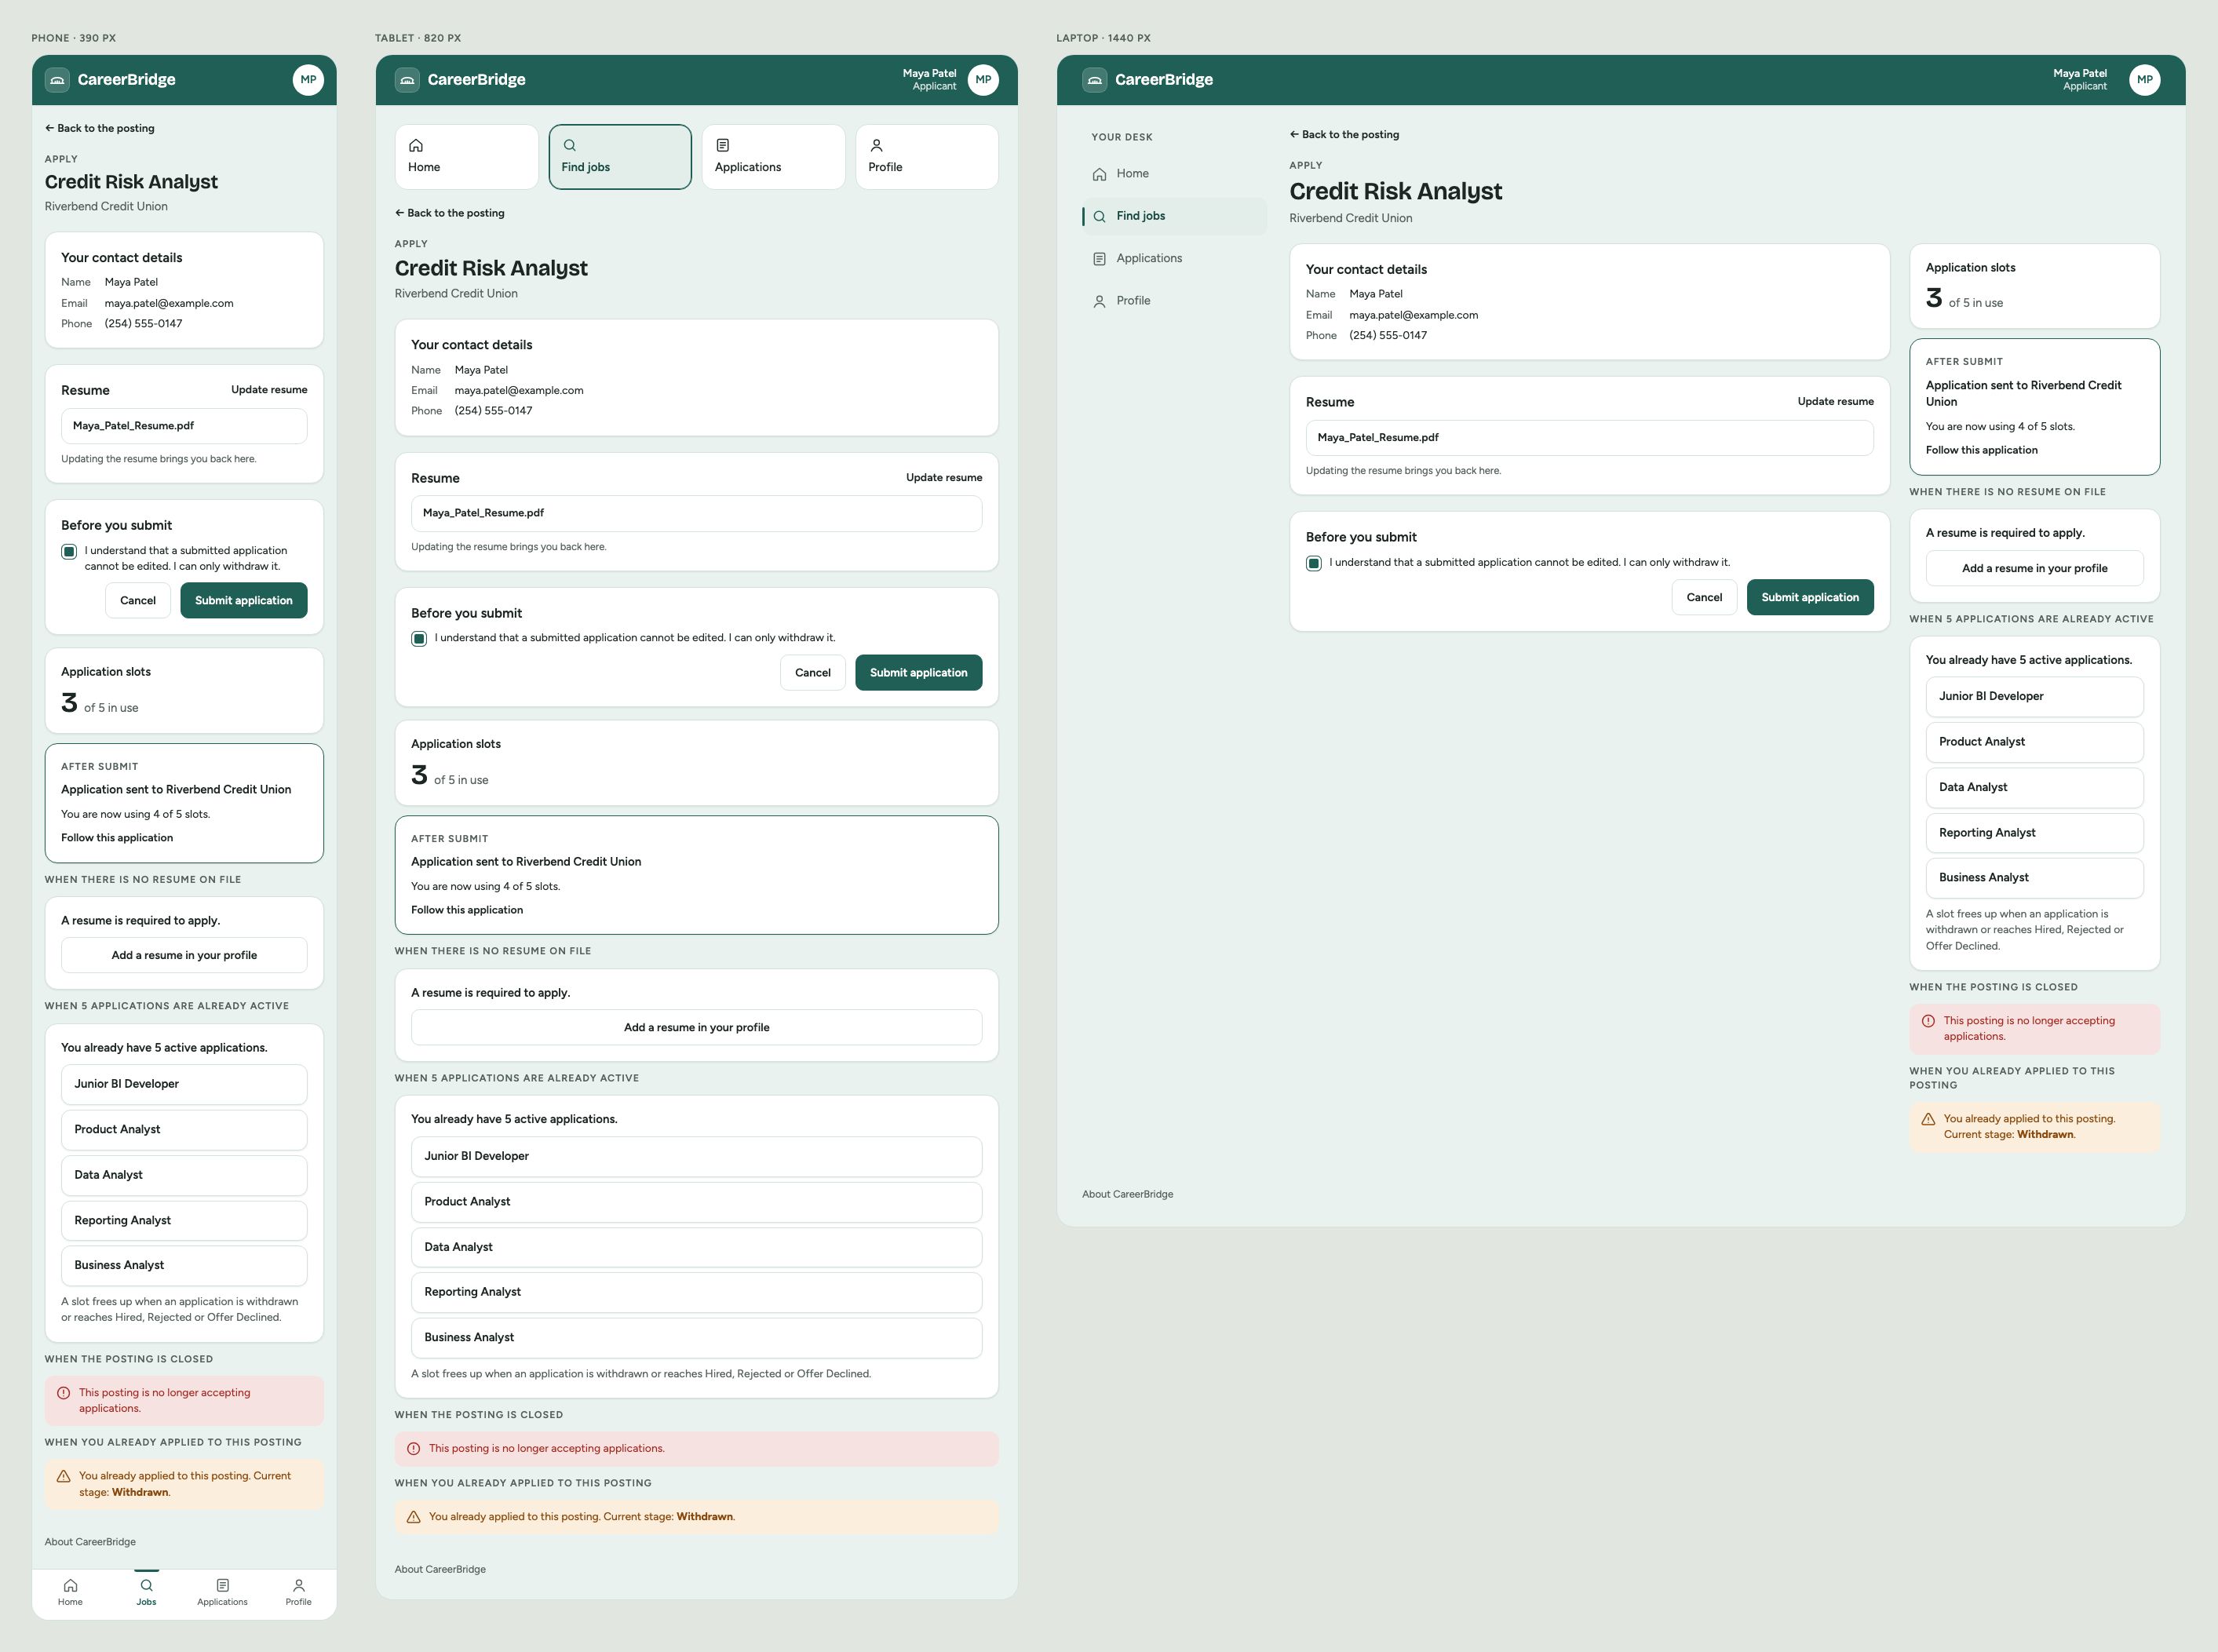 PHONE · 390 PX
CareerBridge
MP
← Back to the posting
APPLY
Credit Risk Analyst
Riverbend Credit Union
Your contact details
Name Maya Patel
Email maya.patel@example.com
Phone (254) 555-0147
Resume Update resume
Maya_Patel_Resume.pdf
Updating the resume brings you back here.
Before you submit
I understand that a submitted application
cannot be edited. I can only withdraw it.
Cancel Submit application
Application slots
3 of 5 in use
AFTER SUBMIT
Application sent to Riverbend Credit Union
You are now using 4 of 5 slots.
Follow this application
WHEN THERE IS NO RESUME ON FILE
A resume is required to apply.
Add a resume in your profile
WHEN 5 APPLICATIONS ARE ALREADY ACTIVE
You already have 5 active applications.
Junior BI Developer
Product Analyst
Data Analyst
Reporting Analyst
Business Analyst
A slot frees up when an application is withdrawn
or reaches Hired, Rejected or Offer Declined.
WHEN THE POSTING IS CLOSED
This posting is no longer accepting
applications.
WHEN YOU ALREADY APPLIED TO THIS POSTING
You already applied to this posting. Current
stage: Withdrawn.
About CareerBridge
Home Jobs Applications Profile
TABLET · 820 PX
CareerBridge
Maya Patel
Applicant
MP
Home Find jobs Applications Profile
← Back to the posting
APPLY
Credit Risk Analyst
Riverbend Credit Union
Your contact details
Name Maya Patel
Email maya.patel@example.com
Phone (254) 555-0147
Resume Update resume
Maya_Patel_Resume.pdf
Updating the resume brings you back here.
Before you submit
I understand that a submitted application cannot be edited. I can only withdraw it.
Cancel Submit application
Application slots
3 of 5 in use
AFTER SUBMIT
Application sent to Riverbend Credit Union
You are now using 4 of 5 slots.
Follow this application
WHEN THERE IS NO RESUME ON FILE
A resume is required to apply.
Add a resume in your profile
WHEN 5 APPLICATIONS ARE ALREADY ACTIVE
You already have 5 active applications.
Junior BI Developer
Product Analyst
Data Analyst
Reporting Analyst
Business Analyst
A slot frees up when an application is withdrawn or reaches Hired, Rejected or Offer Declined.
WHEN THE POSTING IS CLOSED
This posting is no longer accepting applications.
WHEN YOU ALREADY APPLIED TO THIS POSTING
You already applied to this posting. Current stage: Withdrawn.
About CareerBridge
LAPTOP · 1440 PX
CareerBridge
Maya Patel
Applicant
MP
YOUR DESK
Home
Find jobs
Applications
Profile
← Back to the posting
APPLY
Credit Risk Analyst
Riverbend Credit Union
Your contact details
Name Maya Patel
Email maya.patel@example.com
Phone (254) 555-0147
Resume Update resume
Maya_Patel_Resume.pdf
Updating the resume brings you back here.
Before you submit
I understand that a submitted application cannot be edited. I can only withdraw it.
Cancel Submit application
Application slots
3 of 5 in use
AFTER SUBMIT
Application sent to Riverbend Credit
Union
You are now using 4 of 5 slots.
Follow this application
WHEN THERE IS NO RESUME ON FILE
A resume is required to apply.
Add a resume in your profile
WHEN 5 APPLICATIONS ARE ALREADY ACTIVE
You already have 5 active applications.
Junior BI Developer
Product Analyst
Data Analyst
Reporting Analyst
Business Analyst
A slot frees up when an application is
withdrawn or reaches Hired, Rejected or
Offer Declined.
WHEN THE POSTING IS CLOSED
This posting is no longer accepting
applications.
WHEN YOU ALREADY APPLIED TO THIS
POSTING
You already applied to this posting.
Current stage: Withdrawn.
About CareerBridge